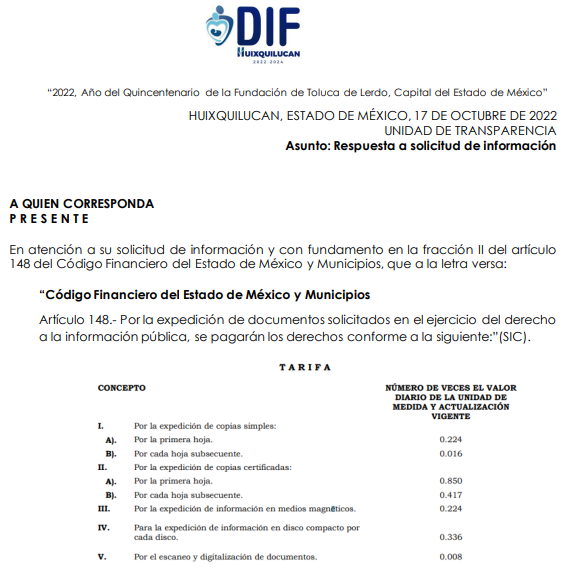 DIF
HUIXQUILUCAN
2022-2024
“2022, Año del Quincentenario de la Fundación de Toluca de Lerdo, Capital del Estado de México”
HUIXQUILUCAN, ESTADO DE MÉXICO, 17 DE OCTUBRE DE 2022
UNIDAD DE TRANSPARENCIA
Asunto: Respuesta a solicitud de información
A QUIEN CORRESPONDA
P R E S E N T E
En atención a su solicitud de información y con fundamento en la fracción II del artículo
148 del Código Financiero del Estado de México y Municipios, que a la letra versa:
“Código Financiero del Estado de México y Municipios
Artículo 148.- Por la expedición de documentos solicitados en el ejercicio del derecho
a la información pública, se pagarán los derechos conforme a la siguiente:”(SIC).
T A R I F A
CONCEPTO NÚMERO DE VECES EL VALOR
DIARIO DE LA UNIDAD DE
MEDIDA Y ACTUALIZACIÓN
VIGENTE
I. Por la expedición de copias simples:
A). Por la primera hoja. 0.224
B). Por cada hoja subsecuente. 0.016
II. Por la expedición de copias certificadas:
A). Por la primera hoja. 0.850
B). Por cada hoja subsecuente. 0.417
III. Por la expedición de información en medios magnéticos. 0.224
IV. Para la expedición de información en disco compacto por
cada disco. 0.336
V. Por el escaneo y digitalización de documentos. 0.008